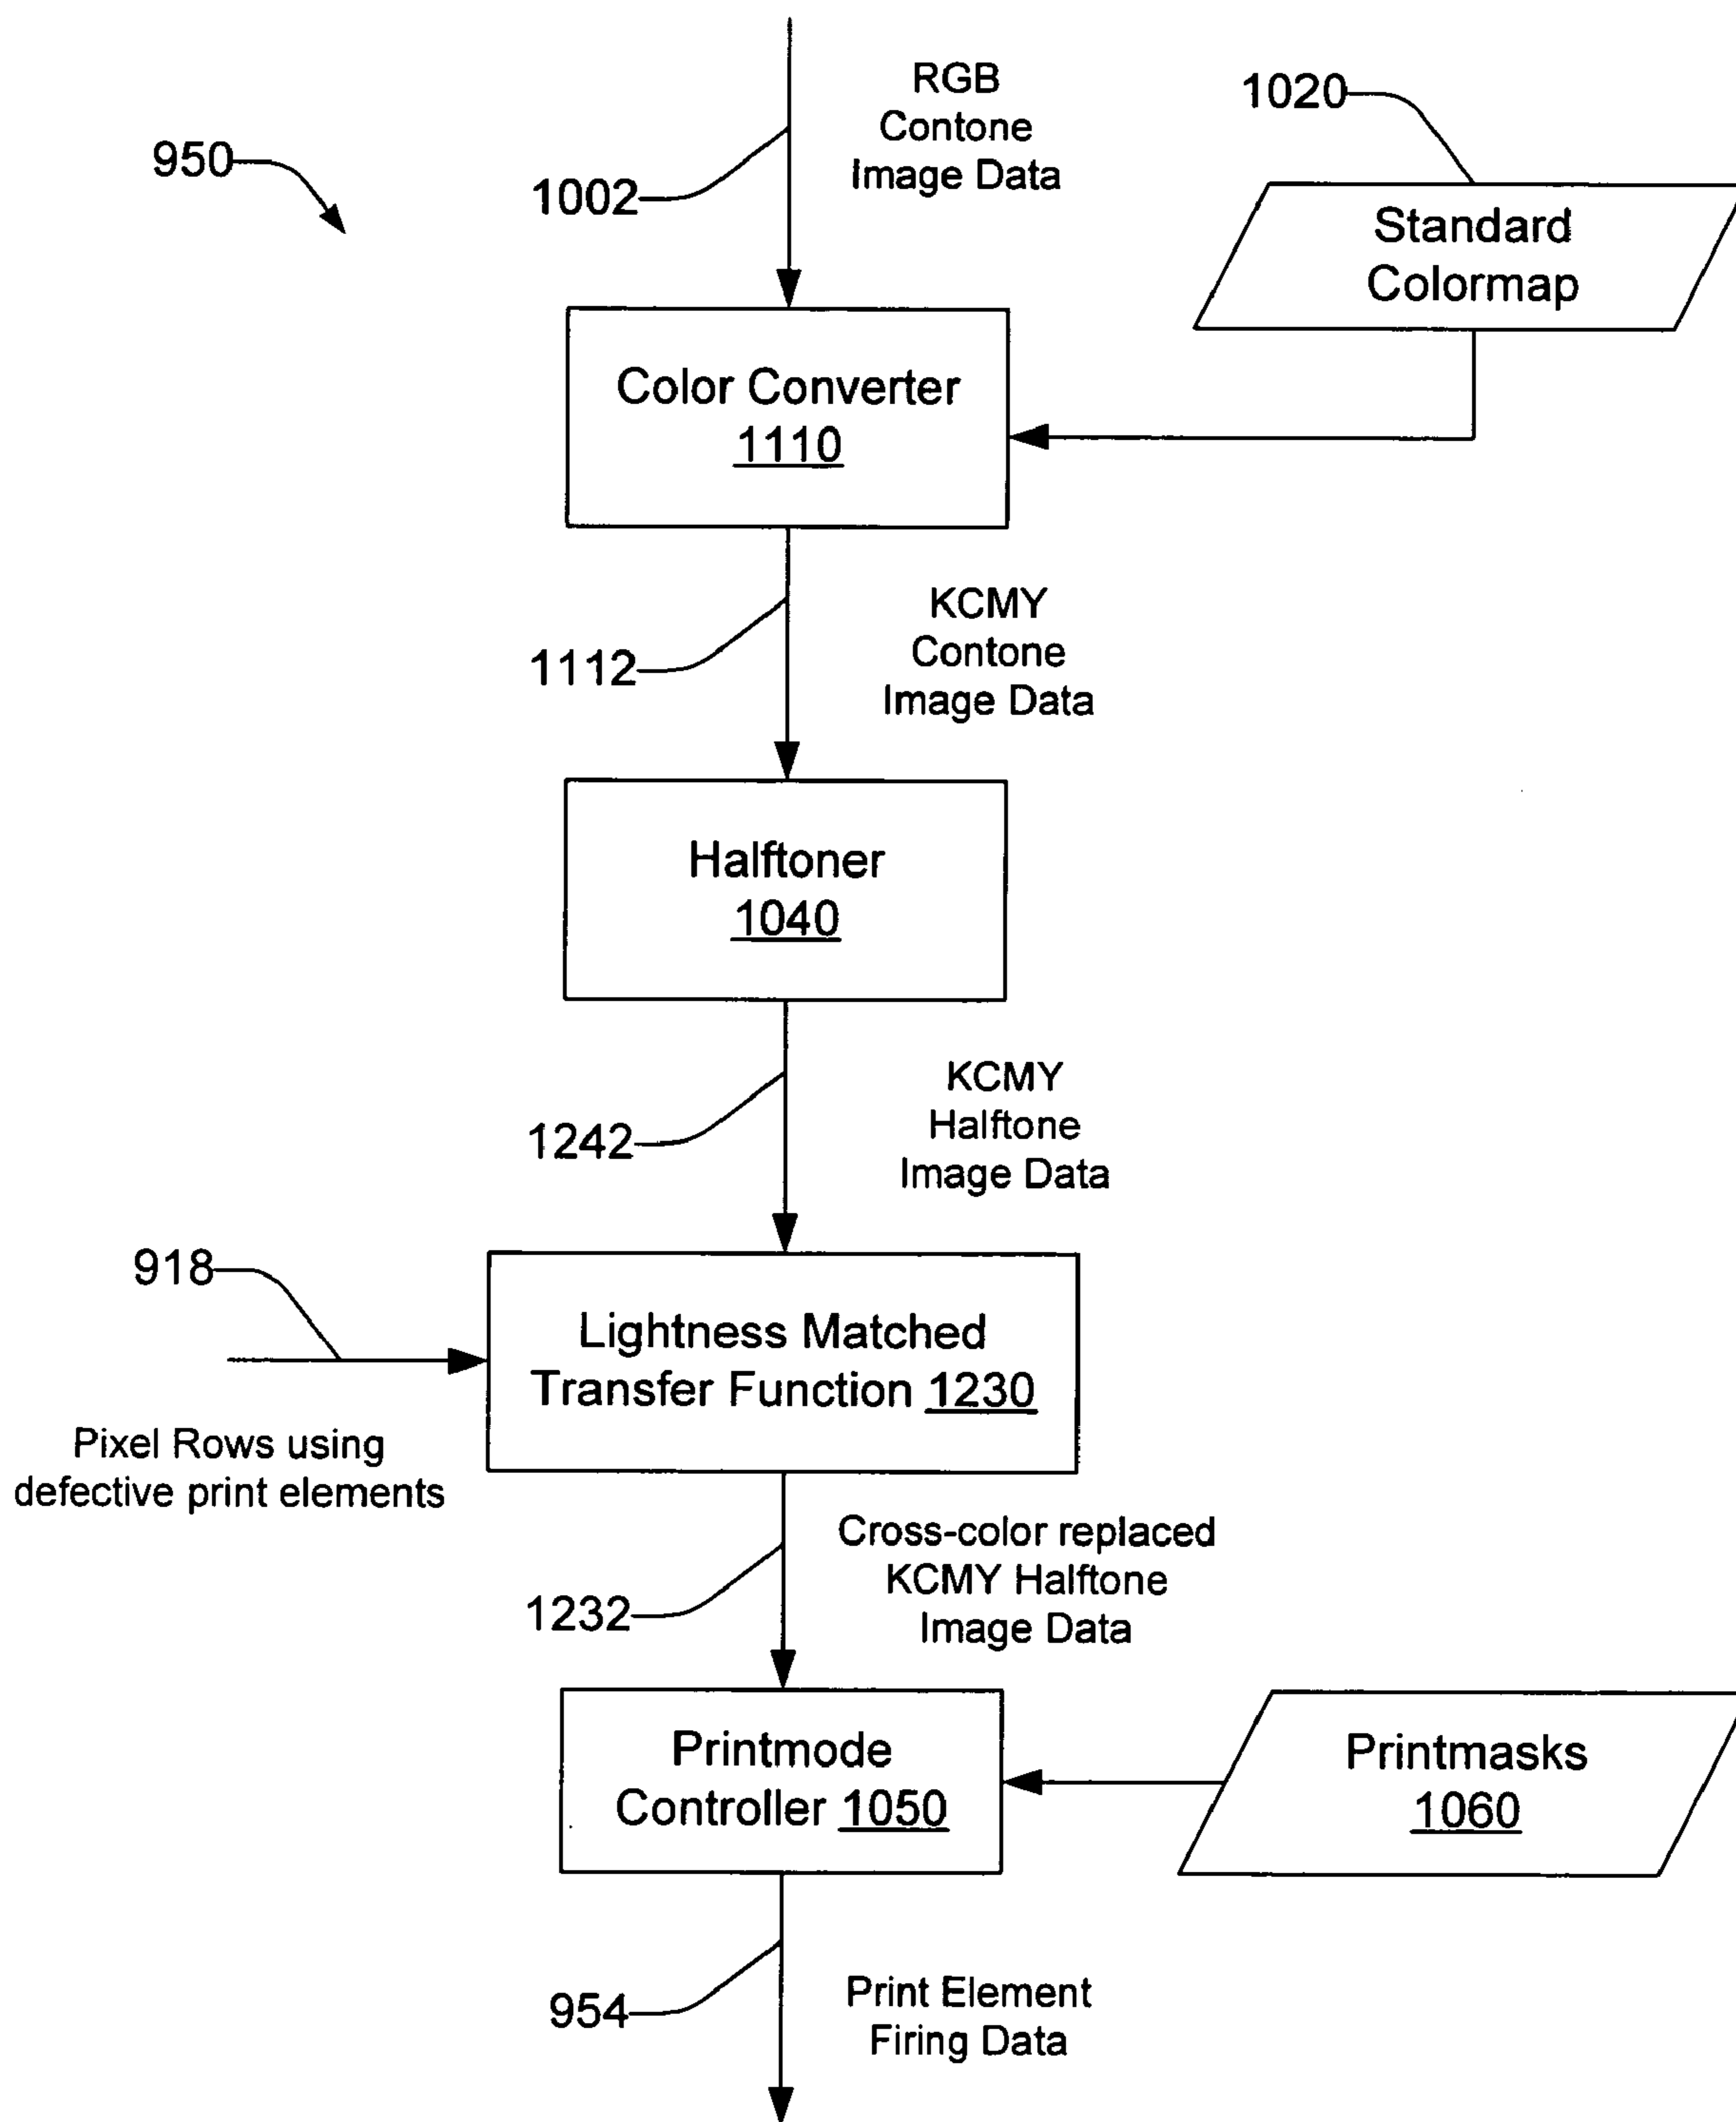 950
1002
RGB
Contone
Image Data
1020
Standard
Colormap
Color Converter
1110
1112
KCMY
Contone
Image Data
Halftoner
1040
1242
KCMY
Halftone
Image Data
918
Pixel Rows using
defective print elements
Lightness Matched
Transfer Function 1230
1232
Cross-color replaced
KCMY Halftone
Image Data
Printmode
Controller 1050
Printmasks
1060
954
Print Element
Firing Data